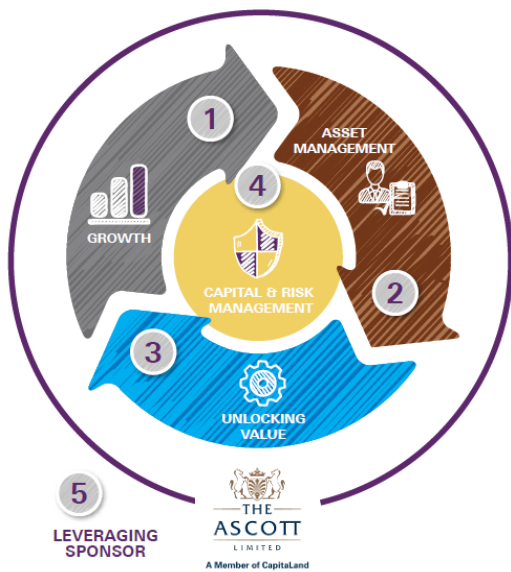 1
GROWTH
ASSET
MANAGEMENT
2
3
UNLOCKING
VALUE
4
CAPITAL & RISK
MANAGEMENT
5
LEVERAGING
SPONSOR
THE
ASCOTT
LIMITED
A Member of CapitaLand